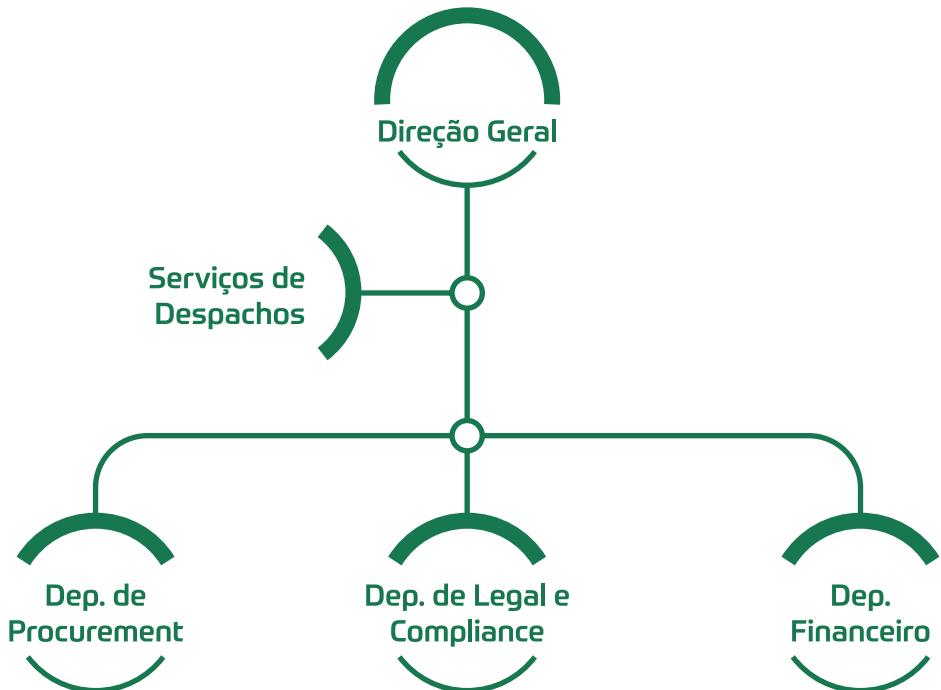 Direção Geral
Serviços de
Despachos
Dep. de
Procurement
Dep. de Legal e
Compliance
Dep.
Financeiro